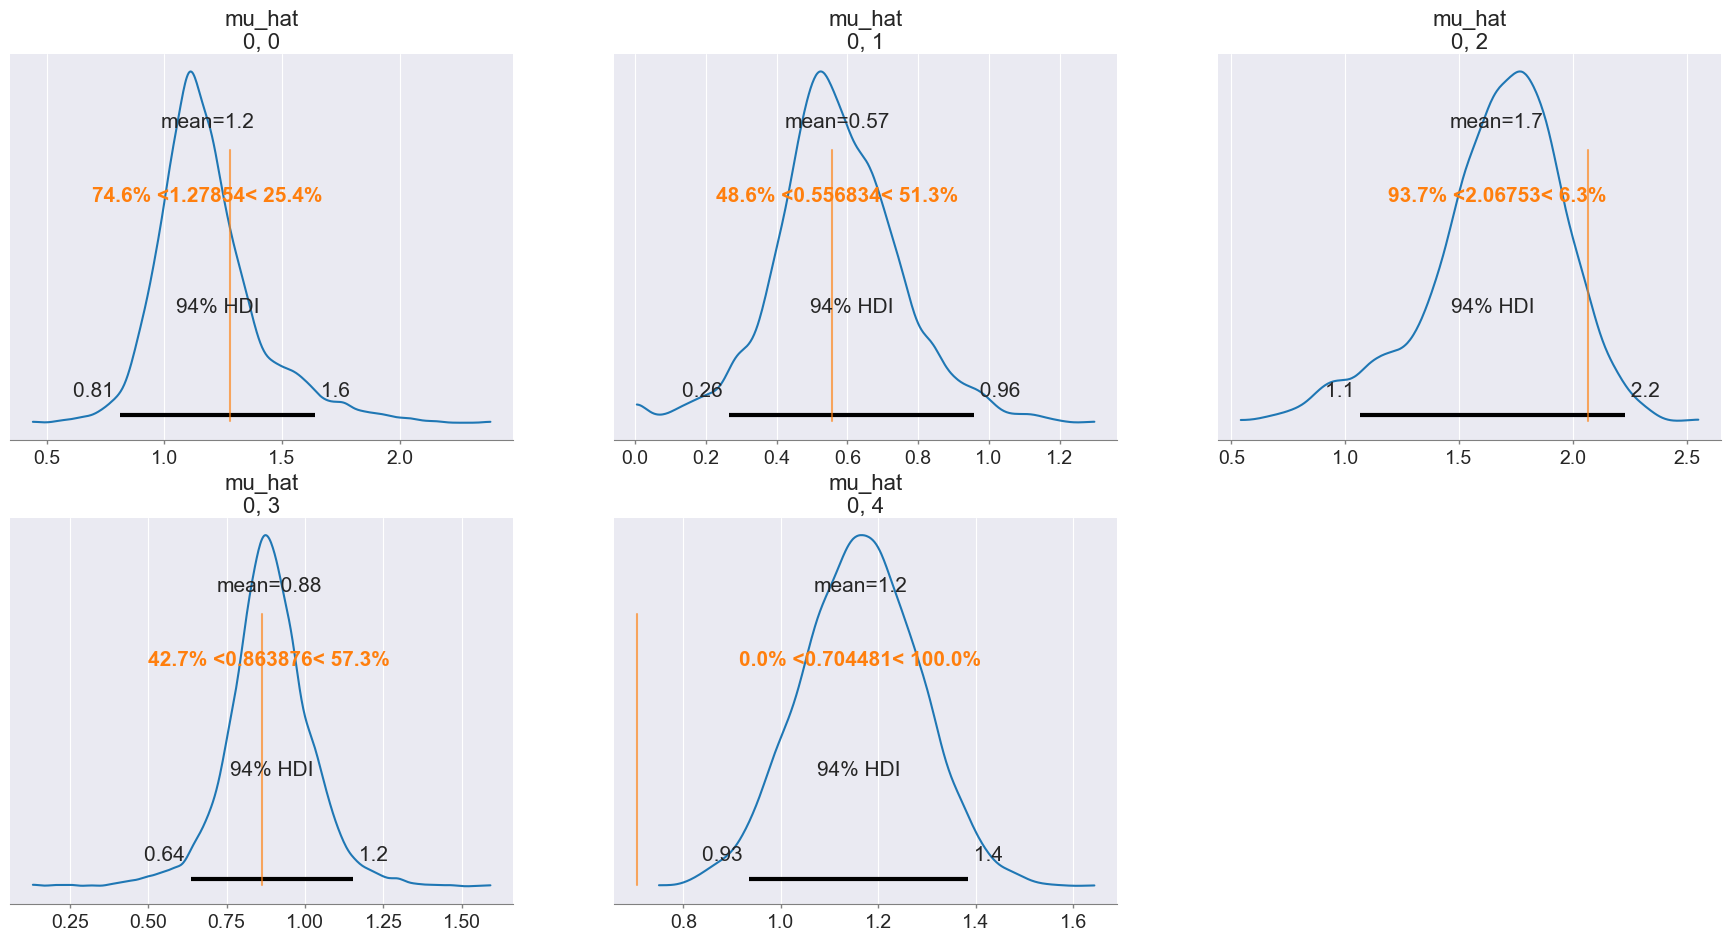 mu_hat
0, 0
mean=1.2
74.6% <1.27854< 25.4%
94% HDI
0.81
1.6
0.5
1.0
1.5
2.0
mu_hat
0, 1
mean=0.57
48.6% <0.556834< 51.3%
94% HDI
0.26
0.96
0.0
0.2
0.4
0.6
0.8
1.0
1.2
mu_hat
0, 2
mean=1.7
93.7% <2.06753< 6.3%
94% HDI
1.1
2.2
0.5
1.0
1.5
2.0
2.5
mu_hat
0, 3
mean=0.88
42.7% <0.863876< 57.3%
94% HDI
0.64
1.2
0.25
0.50
0.75
1.00
1.25
1.50
mu_hat
0, 4
mean=1.2
0.0% <0.704481< 100.0%
94% HDI
0.93
1.4
0.8
1.0
1.2
1.4
1.6